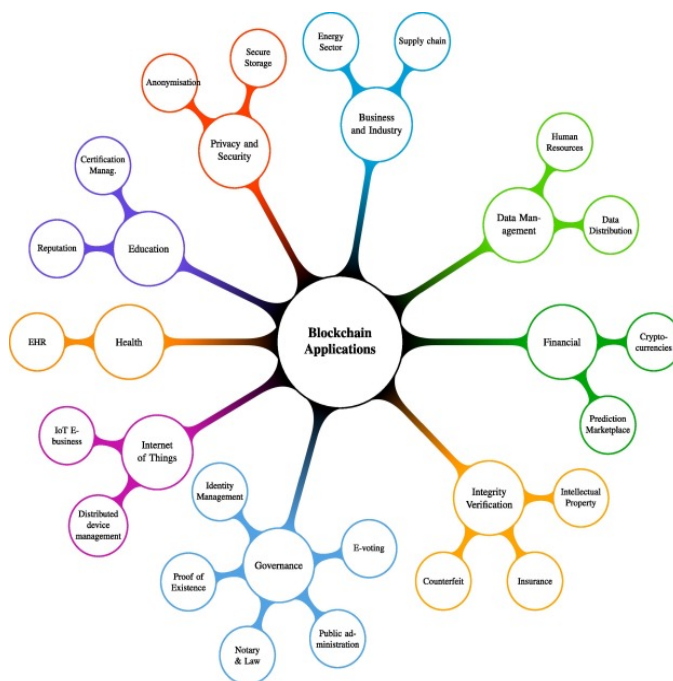 Blockchain
Applications
Energy
Sector
Supply chain
Business
and Industry
Human
Resources
Data Man-
agement
Data
Distribution
Financial
Crypto-
currencies
Prediction
Marketplace
Integrity
Verification
Intellectual
Property
Insurance
Counterfeit
Governance
E-voting
Public ad-
ministration
Notary
& Law
Proof of
Existence
Identity
Management
Internet
of Things
Distributed
device
management
IoT E-
business
Health
EHR
Education
Reputation
Certification
Manag.
Privacy and
Security
Anonymisation
Secure
Storage